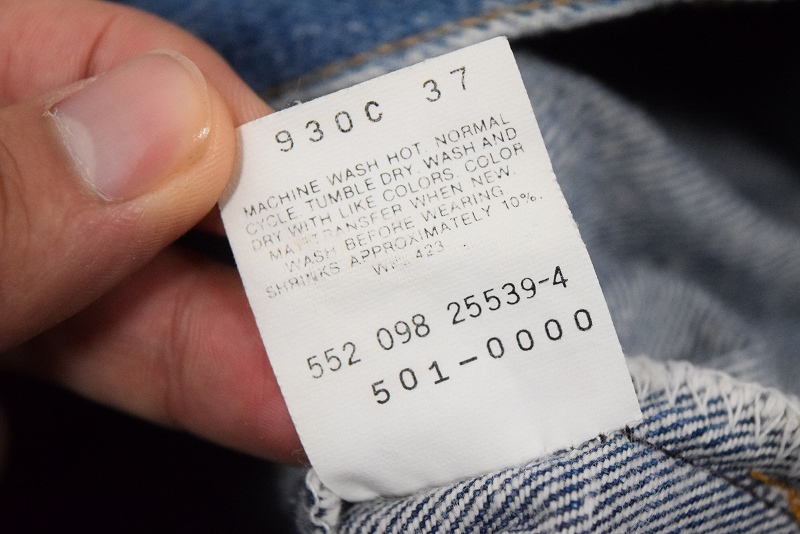 930C 37
MACHINE WASH HOT, NORMAL
CYCLE. TUMBLE DRY. WASH AND
DRY WITH LIKE COLORS. COLOR
MAY TRANSFER WHEN NEW.
WASH BEFORE WEARING.
SHRINKS APPROXIMATELY 10%.
423
552 098 25539-4
501-0000